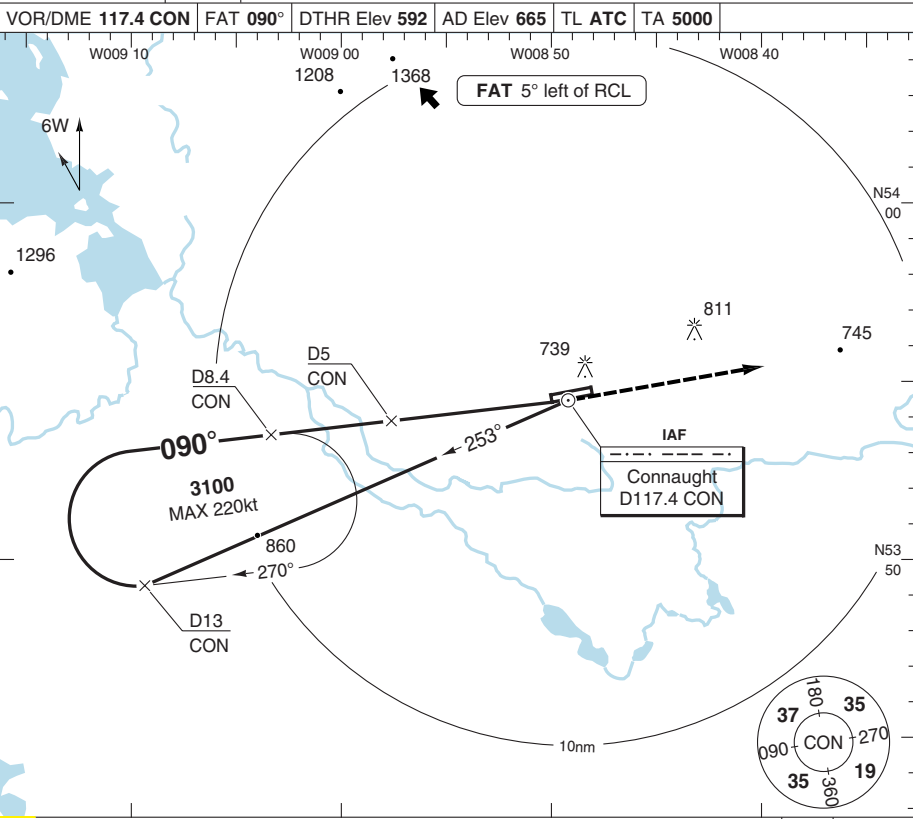 VOR/DME 117.4 CON FAT 090° DTHR Elev 592 AD Elev 665 TL ATC TA 5000
W009 10 W009 00 W008 50 W008 40
1208
1368
FAT 5° left of RCL
6W
N54
00
1296
811
745
739
D5
CON
D8.4
CON
090°
253°
IAF
Connaught
D117.4 CON
3100
MAX 220kt
860
270°
N53
50
D13
CON
10nm
180
37
35
090
CON
270
35
19
360